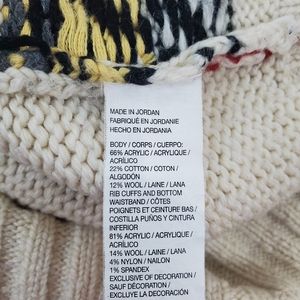 MADE IN JORDAN
FABRIQUÉ EN JORDANIE
HECHO EN JORDANIA
BODY / CORPS / CUERPO:
66% ACRYLIC / ACRYLIQUE /
ACRÍLICO
22% COTTON / COTON /
ALGODÓN
12% WOOL / LAINE / LANA
RIB CUFFS AND BOTTOM
WAISTBAND / CÔTES
POIGNETS ET CEINTURE BAS /
COSTILLA PUÑOS Y CINTURA
INFERIOR
81% ACRYLIC / ACRYLIQUE /
ACRÍLICO
14% WOOL / LAINE / LANA
4% NYLON / NAILON
1% SPANDEX
EXCLUSIVE OF DECORATION /
SAUF DÉCORATION /
EXCLUYE LA DECORACIÓN